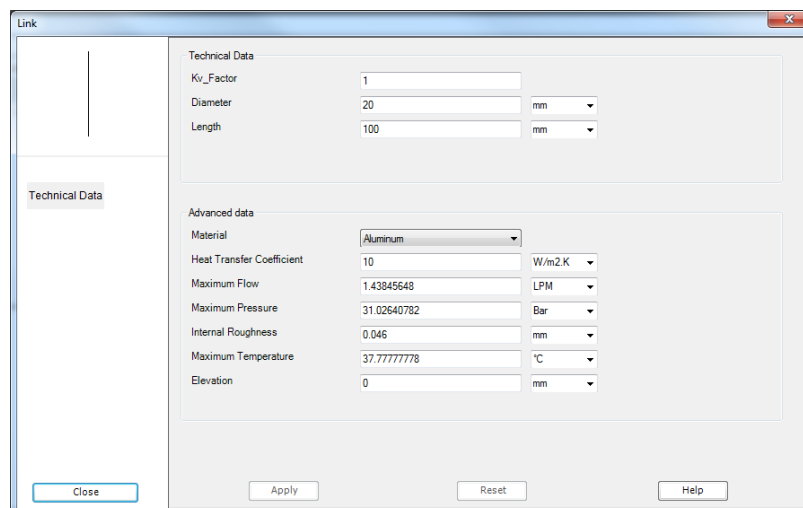 Link
x
Technical Data
Technical Data
Kv_Factor 1
Diameter 20 mm
Length 100 mm
Advanced data
Material Aluminum
Heat Transfer Coefficient 10 W/m2.K
Maximum Flow 1.43845648 LPM
Maximum Pressure 31.02640782 Bar
Internal Roughness 0.046 mm
Maximum Temperature 37.77777778 °C
Elevation 0 mm
Close Apply Reset Help